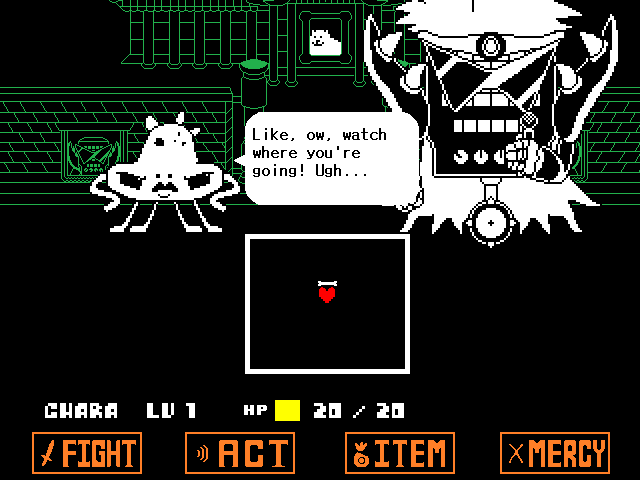 Like, ow, watch
where you're
going! Ugh...
CHARA LV 1 HP 20 / 20
FIGHT ACT ITEM MERCY